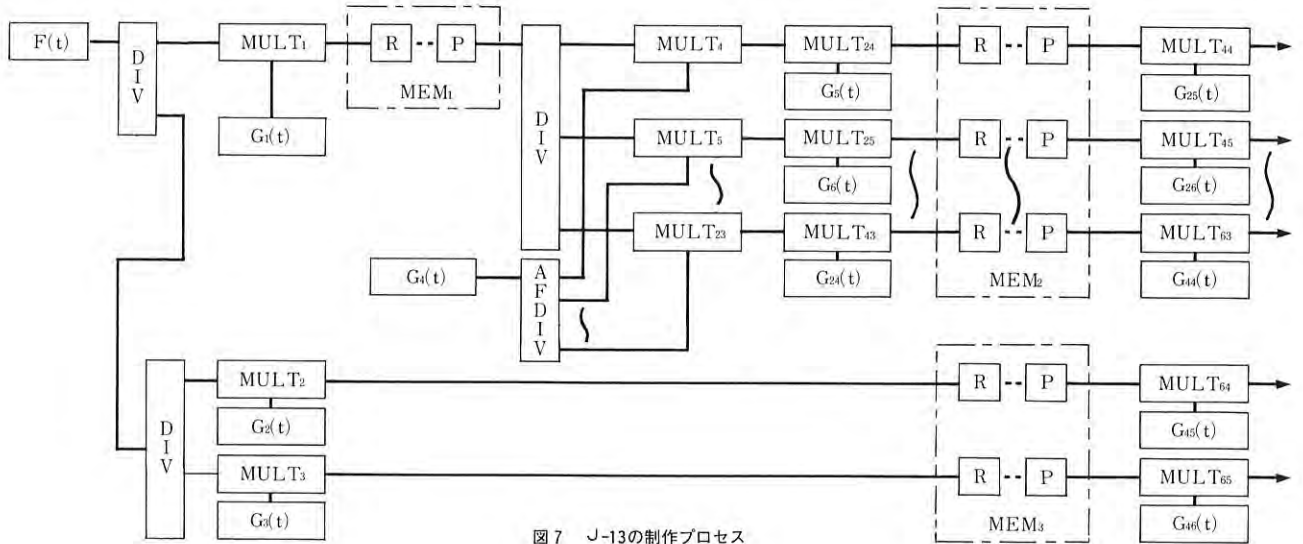 F(t)
DIV
MULT₁
G₁(t)
R
P
MEM₁
DIV
MULT₄
MULT₂₄
G₅(t)
R
P
MULT₄₄
G₂₅(t)
MULT₅
MULT₂₅
G₆(t)
R
P
MULT₄₅
G₂₆(t)
MULT₂₃
MULT₄₃
G₂₄(t)
R
P
MEM₂
MULT₆₃
G₄₄(t)
G₄(t)
AFDIV
DIV
MULT₂
G₂(t)
R
P
MULT₆₄
G₄₅(t)
MULT₃
G₃(t)
R
P
MEM₃
MULT₆₅
G₄₆(t)
図7 J-13の制作プロセス